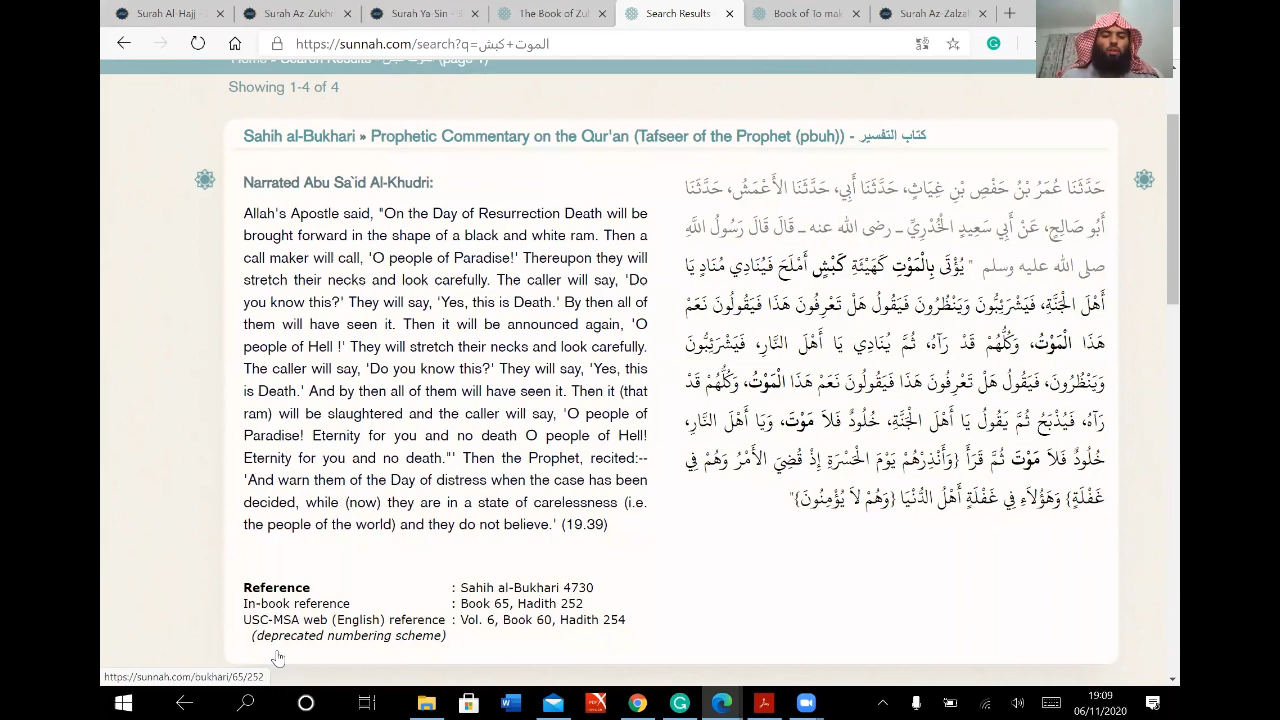 Surah Al-Hajj - 
Surah Az-Zukh
Surah Ya-Sin - S
The Book of Zul
Search Results -
Book of To mak
Surah Az-Zalzal
https://sunnah.com/search?q=الموت+كبش
Showing 1-4 of 4
Sahih al-Bukhari » Prophetic Commentary on the Qur'an (Tafseer of the Prophet (pbuh)) - كتاب التفسير
Narrated Abu Sa`id Al-Khudri:
Allah's Apostle said, "On the Day of Resurrection Death will be
brought forward in the shape of a black and white ram. Then a
call maker will call, 'O people of Paradise!' Thereupon they will
stretch their necks and look carefully. The caller will say, 'Do
you know this?' They will say, 'Yes, this is Death.' By then all of
them will have seen it. Then it will be announced again, 'O
people of Hell !' They will stretch their necks and look carefully.
The caller will say, 'Do you know this?' They will say, 'Yes, this
is Death.' And by then all of them will have seen it. Then it (that
ram) will be slaughtered and the caller will say, 'O people of
Paradise! Eternity for you and no death O people of Hell!
Eternity for you and no death."' Then the Prophet, recited:--
'And warn them of the Day of distress when the case has been
decided, while (now) they are in a state of carelessness (i.e.
the people of the world) and they do not believe.' (19.39)
حَدَّثَنَا عُمَرُ بْنُ حَفْصِ بْنِ غِيَاثٍ، حَدَّثَنَا أَبِي، حَدَّثَنَا الأَعْمَشُ، حَدَّثَنَا
أَبُو صَالِحٍ، عَنْ أَبِي سَعِيدٍ الْخُدْرِيِّ ـ رضى الله عنه ـ قَالَ قَالَ رَسُولُ اللَّهِ
صلى الله عليه وسلم " يُؤْتَى بِالْمَوْتِ كَهَيْئَةِ كَبْشٍ أَمْلَحَ فَيُنَادِي مُنَادٍ يَا
أَهْلَ الْجَنَّةِ، فَيَشْرَئِبُّونَ وَيَنْظُرُونَ فَيَقُولُ هَلْ تَعْرِفُونَ هَذَا فَيَقُولُونَ نَعَمْ
هَذَا الْمَوْتُ، وَكُلُّهُمْ قَدْ رَآهُ، ثُمَّ يُنَادِي يَا أَهْلَ النَّارِ، فَيَشْرَئِبُّونَ
وَيَنْظُرُونَ، فَيَقُولُ هَلْ تَعْرِفُونَ هَذَا فَيَقُولُونَ نَعَمْ هَذَا الْمَوْتُ، وَكُلُّهُمْ قَدْ
رَآهُ، فَيُذْبَحُ ثُمَّ يَقُولُ يَا أَهْلَ الْجَنَّةِ، خُلُودٌ فَلاَ مَوْتَ، وَيَا أَهْلَ النَّارِ،
خُلُودٌ فَلاَ مَوْتَ ثُمَّ قَرَأَ {وَأَنْذِرْهُمْ يَوْمَ الْحَسْرَةِ إِذْ قُضِيَ الأَمْرُ وَهُمْ فِي
غَفْلَةٍ} وَهَؤُلاَءِ فِي غَفْلَةٍ أَهْلُ الدُّنْيَا {وَهُمْ لاَ يُؤْمِنُونَ}"
Reference : Sahih al-Bukhari 4730
In-book reference : Book 65, Hadith 252
USC-MSA web (English) reference : Vol. 6, Book 60, Hadith 254
(deprecated numbering scheme)
https://sunnah.com/bukhari/65/252
19:09
06/11/2020